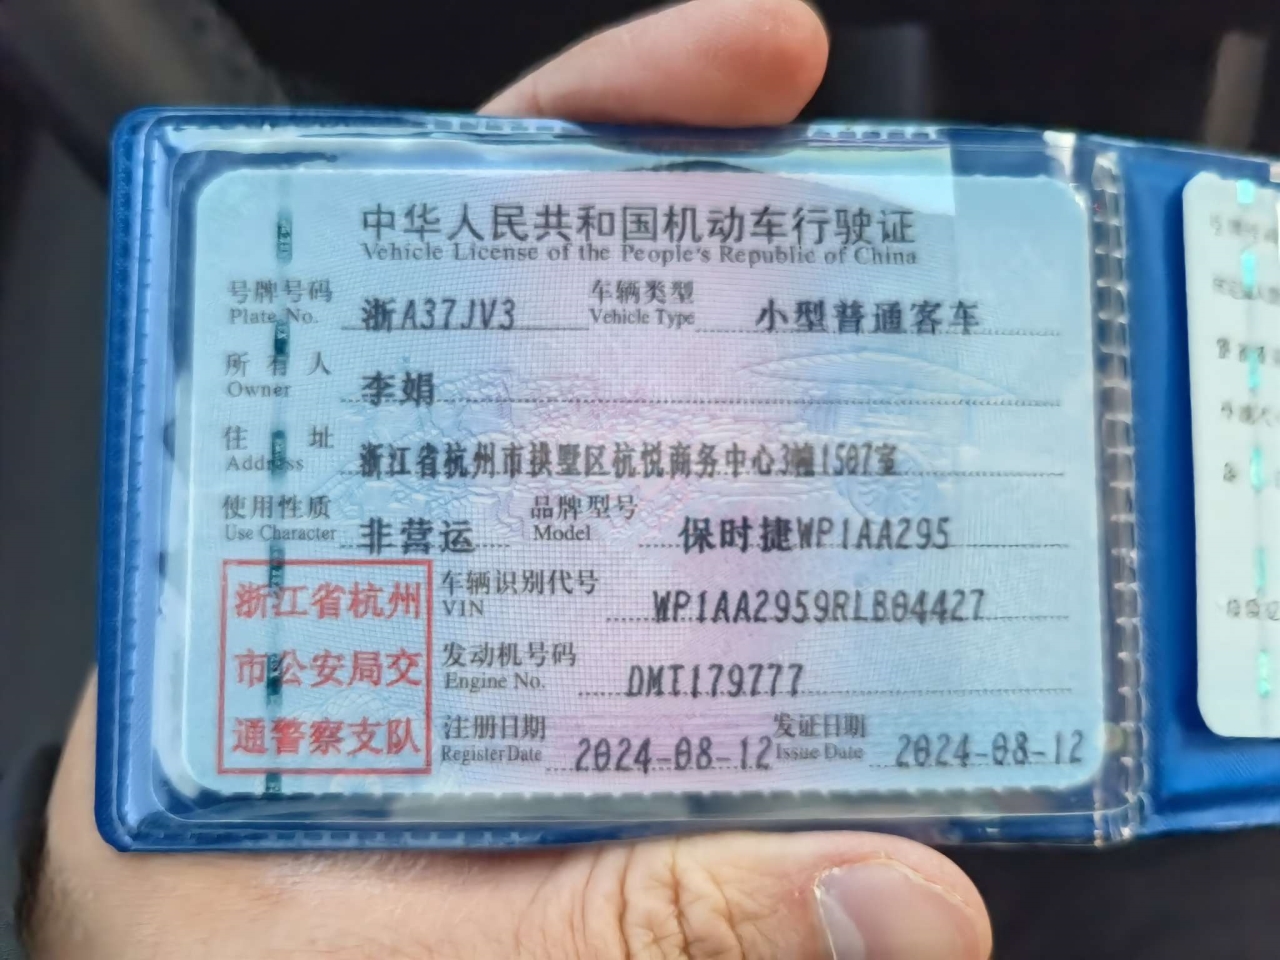 中华人民共和国机动车行驶证
Vehicle License of the People's Republic of China
号牌号码 浙A37JV3 车辆类型 小型普通客车
Plate No. Vehicle Type
所有人 李娟
Owner
住址 浙江省杭州市拱墅区杭悦商务中心3幢1507室
Address
使用性质 非营运 品牌型号 保时捷WP1AA295
Use Character Model
浙江省杭州
市公安局交
通警察支队
车辆识别代号 WP1AA2959RLB04427
VIN
发动机号码 DMT179777
Engine No.
注册日期 2024-08-12 发证日期 2024-08-12
Register Date Issue Date